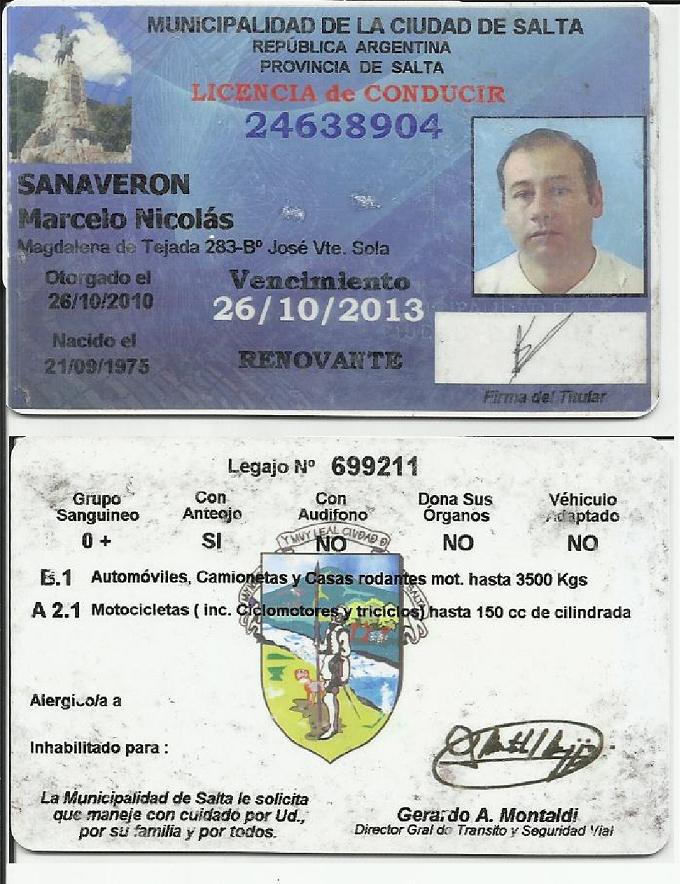 MUNICIPALIDAD DE LA CIUDAD DE SALTA
REPÚBLICA ARGENTINA
PROVINCIA DE SALTA
LICENCIA de CONDUCIR
24638904
SANAVERON
Marcelo Nicolás
Magdalena de Tejada 283-Bº José Vte. Sola
Otorgado el
26/10/2010
Vencimiento
26/10/2013
Nacido el
21/09/1975
RENOVANTE
Firma del Titular
Legajo Nº 699211
Grupo Sanguineo
0 +
Con Anteojo
SI
Con Audifono
NO
Dona Sus Órganos
NO
Véhiculo Adaptado
NO
B.1 Automóviles, Camionetas y Casas rodantes mot. hasta 3500 Kgs
A 2.1 Motocicletas ( inc. Ciclomotores y triciclos) hasta 150 cc de cilindrada
Alergico/a a
Inhabilitado para :
La Municipalidad de Salta le solicita
que maneje con cuidado por Ud.,
por su familia y por todos.
Gerardo A. Montaldi
Director Gral de Transito y Seguridad Vial